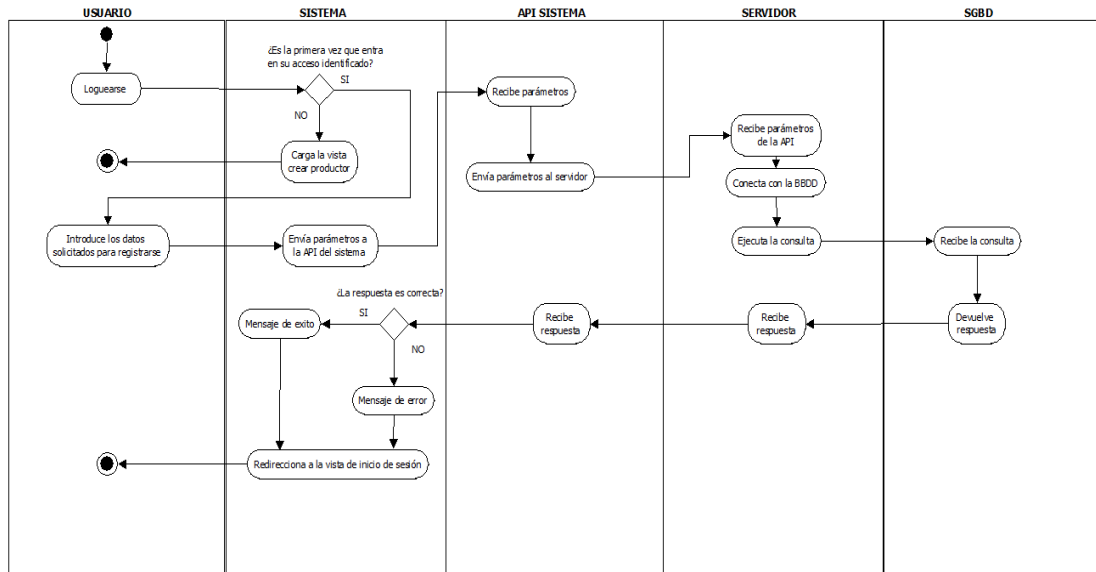 USUARIO
SISTEMA
API SISTEMA
SERVIDOR
SGBD
¿Es la primera vez que entra
en su acceso identificado?
SI
Loguearse
Recibe parámetros
NO
Recibe parámetros
de la API
Carga la vista
crear productor
Envía parámetros al servidor
Conecta con la BBDD
Introduce los datos
solicitados para registrarse
Envía parámetros a
la API del sistema
Ejecuta la consulta
Recibe la consulta
¿La respuesta es correcta?
SI
Mensaje de exito
Recibe
respuesta
Recibe
respuesta
Devuelve
respuesta
NO
Mensaje de error
Redirecciona a la vista de inicio de sesión